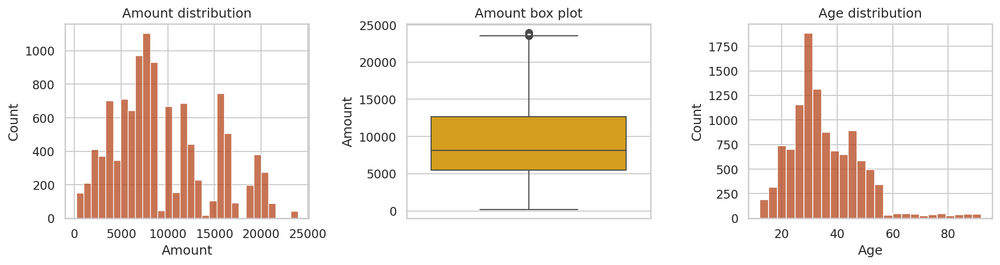 Amount distribution
Count
1000
800
600
400
200
0
0 5000 10000 15000 20000 25000
Amount
Amount box plot
Amount
25000
20000
15000
10000
5000
0
Age distribution
Count
1750
1500
1250
1000
750
500
250
0
20 40 60 80
Age